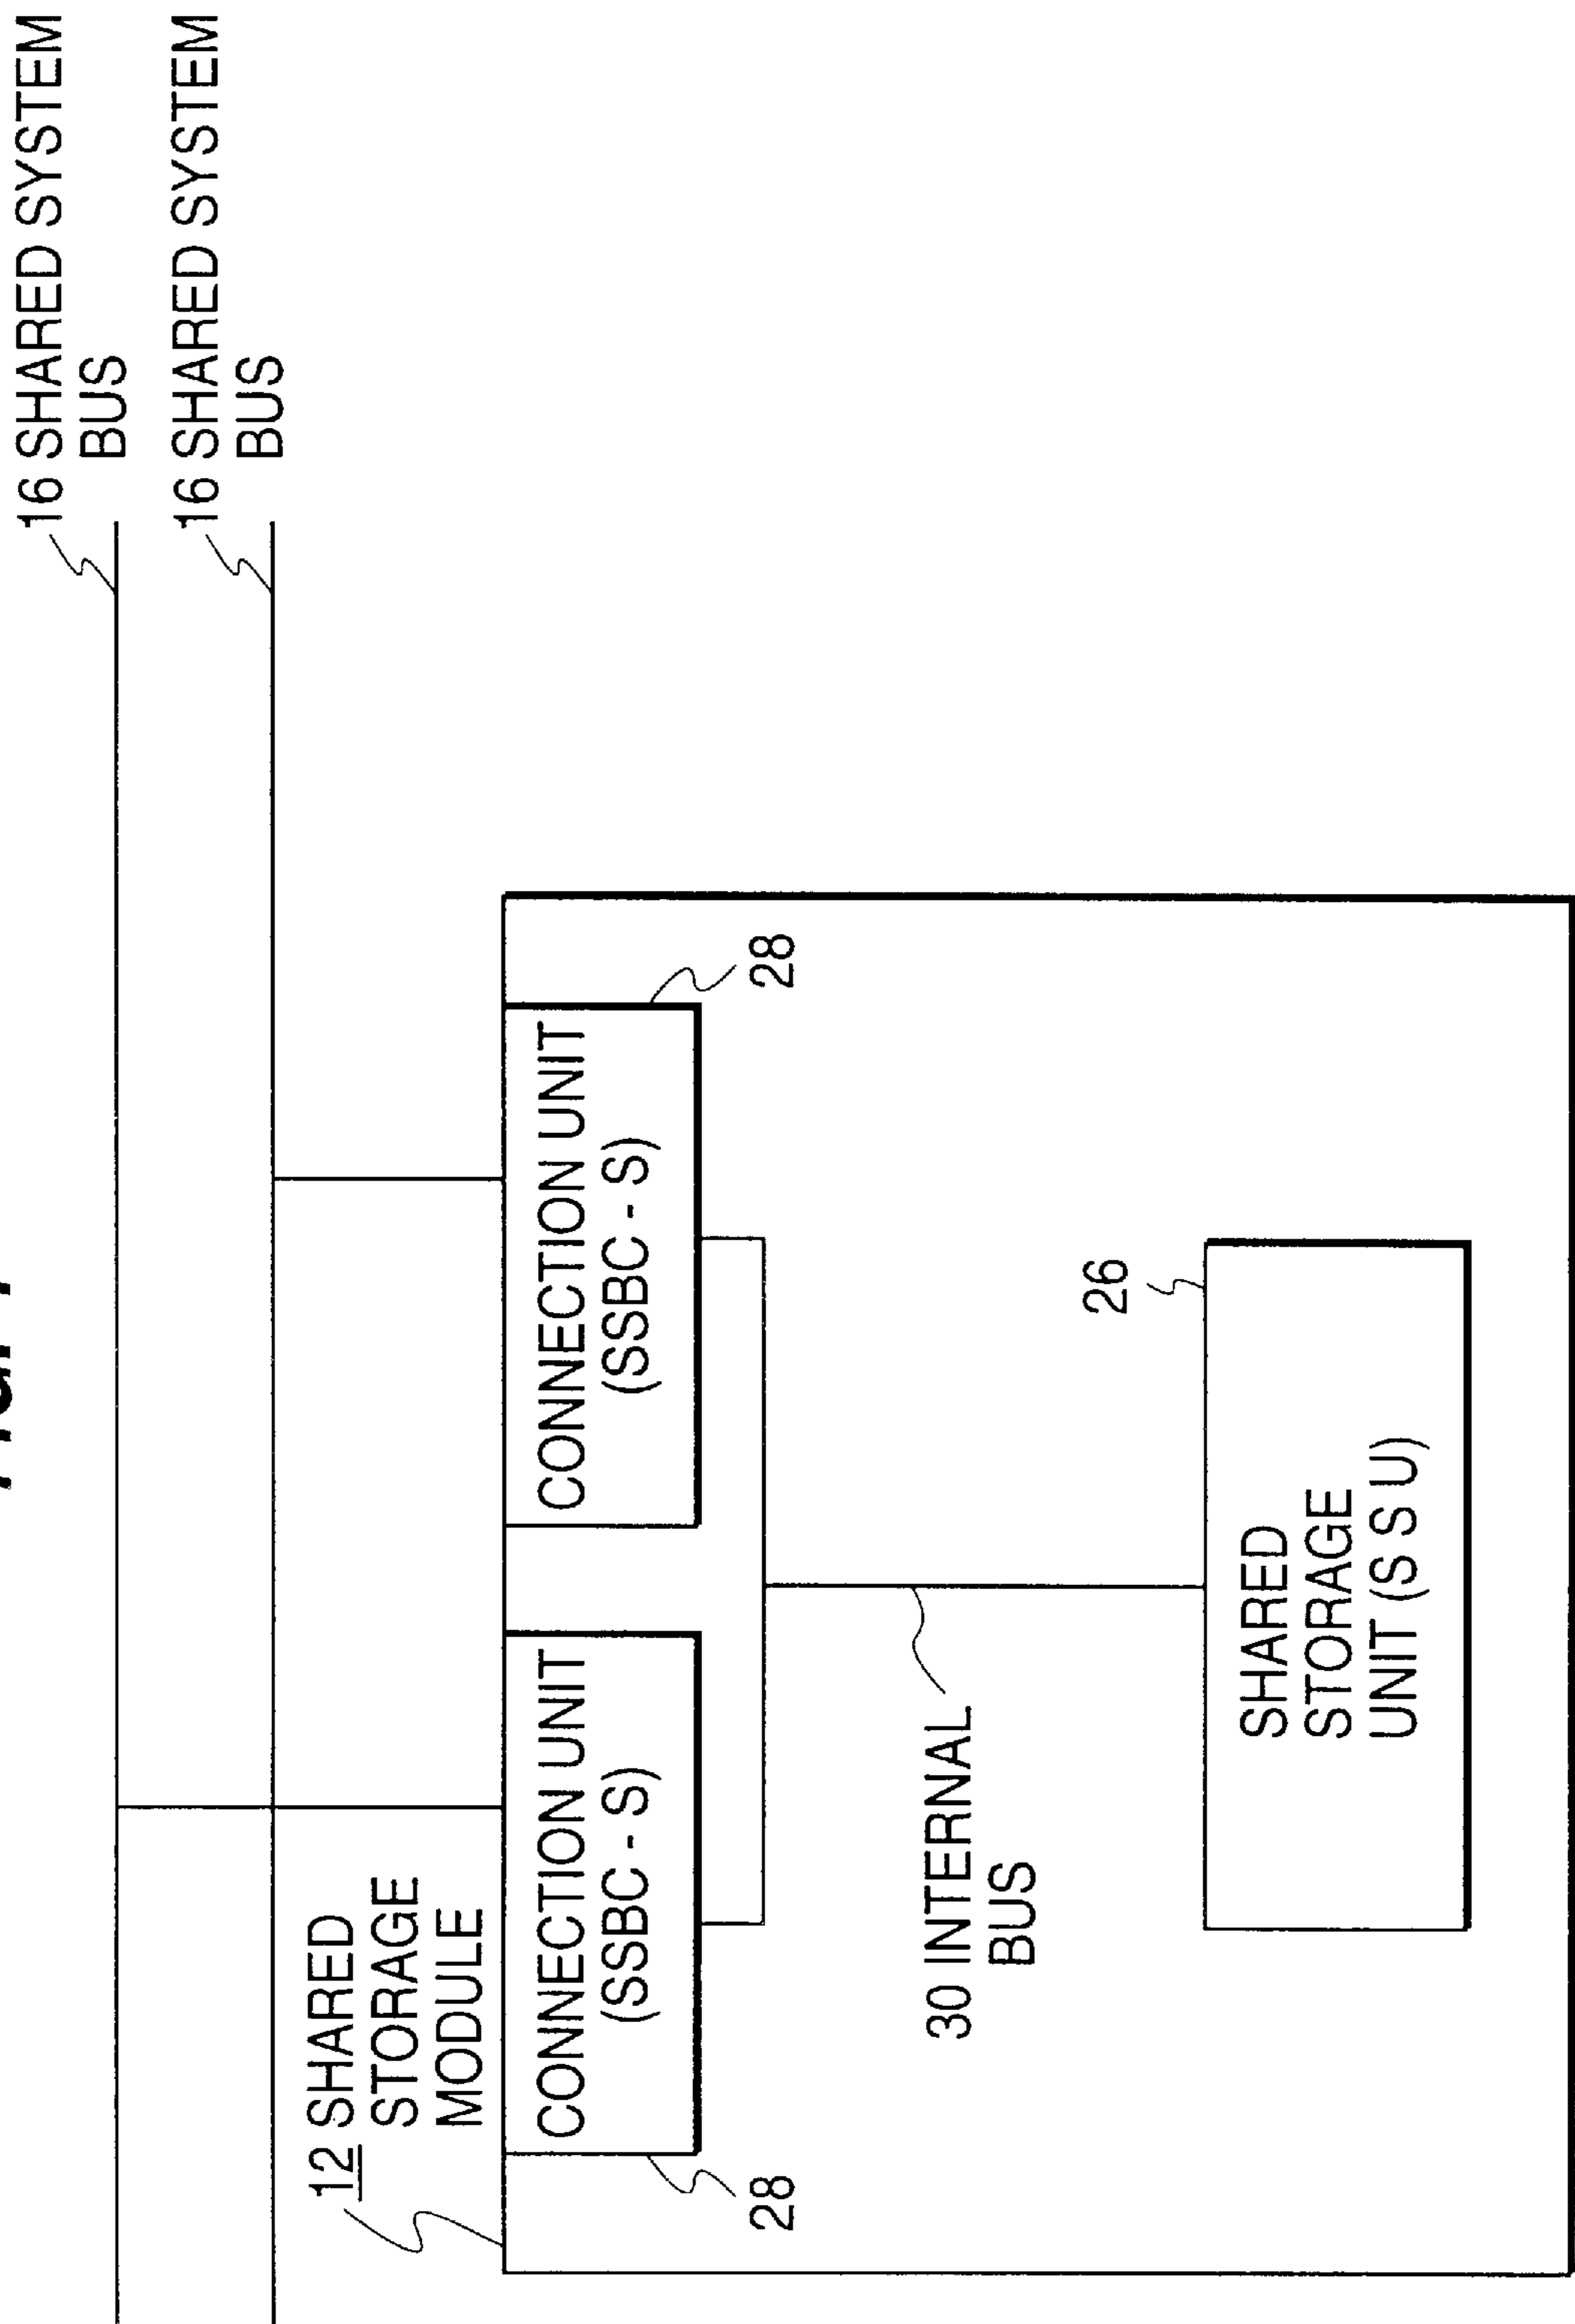 16 SHARED SYSTEM
BUS
16 SHARED SYSTEM
BUS
12 SHARED
STORAGE
MODULE
CONNECTION UNIT
(SSBC - S)
28
CONNECTION UNIT
(SSBC - S)
28
30 INTERNAL
BUS
26
SHARED
STORAGE
UNIT (S S U)